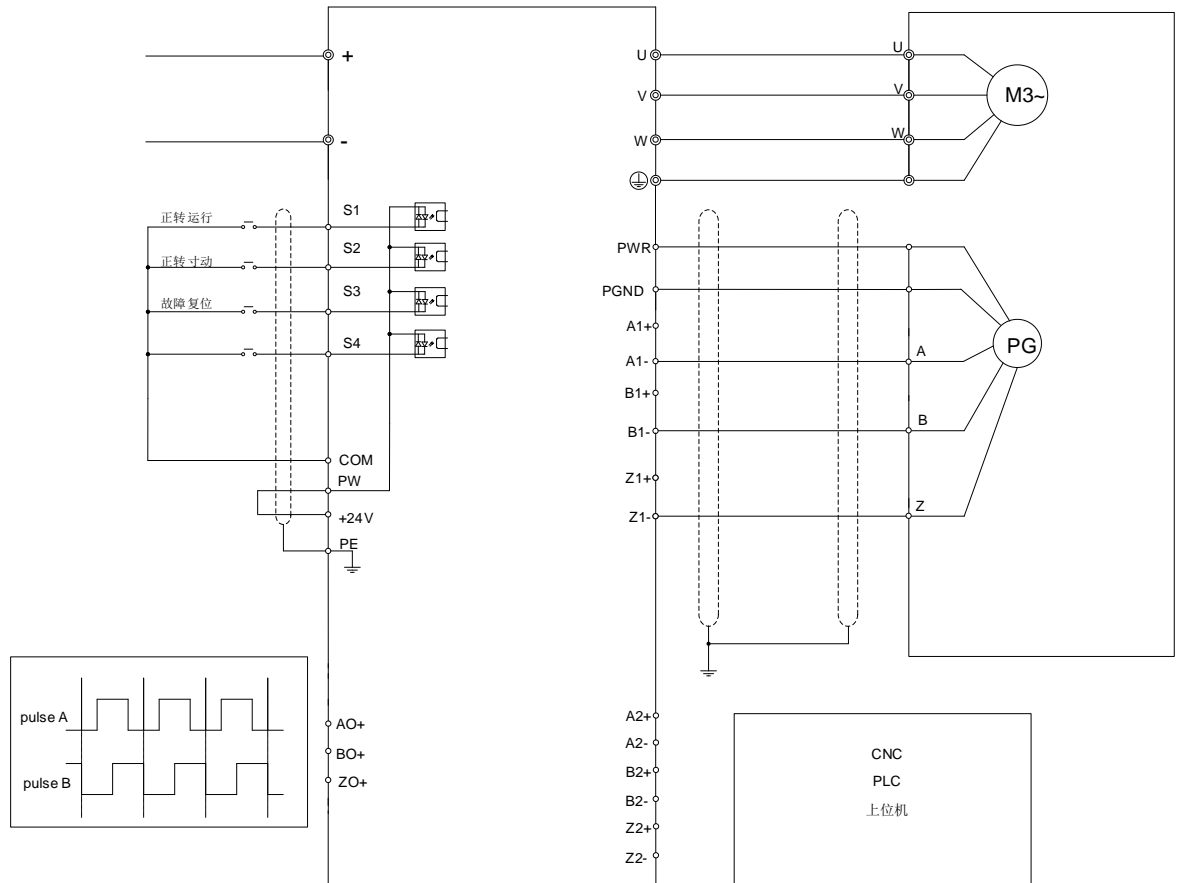 +
-
正转运行
S1
正转寸动
S2
故障复位
S3
S4
COM
PW
+24V
PE
pulse A
pulse B
AO+
BO+
ZO+
U
V
W
PWR
PGND
A1+
A1-
B1+
B1-
Z1+
Z1-
A2+
A2-
B2+
B2-
Z2+
Z2-
U
V
W
M3~
A
B
Z
PG
CNC
PLC
上位机